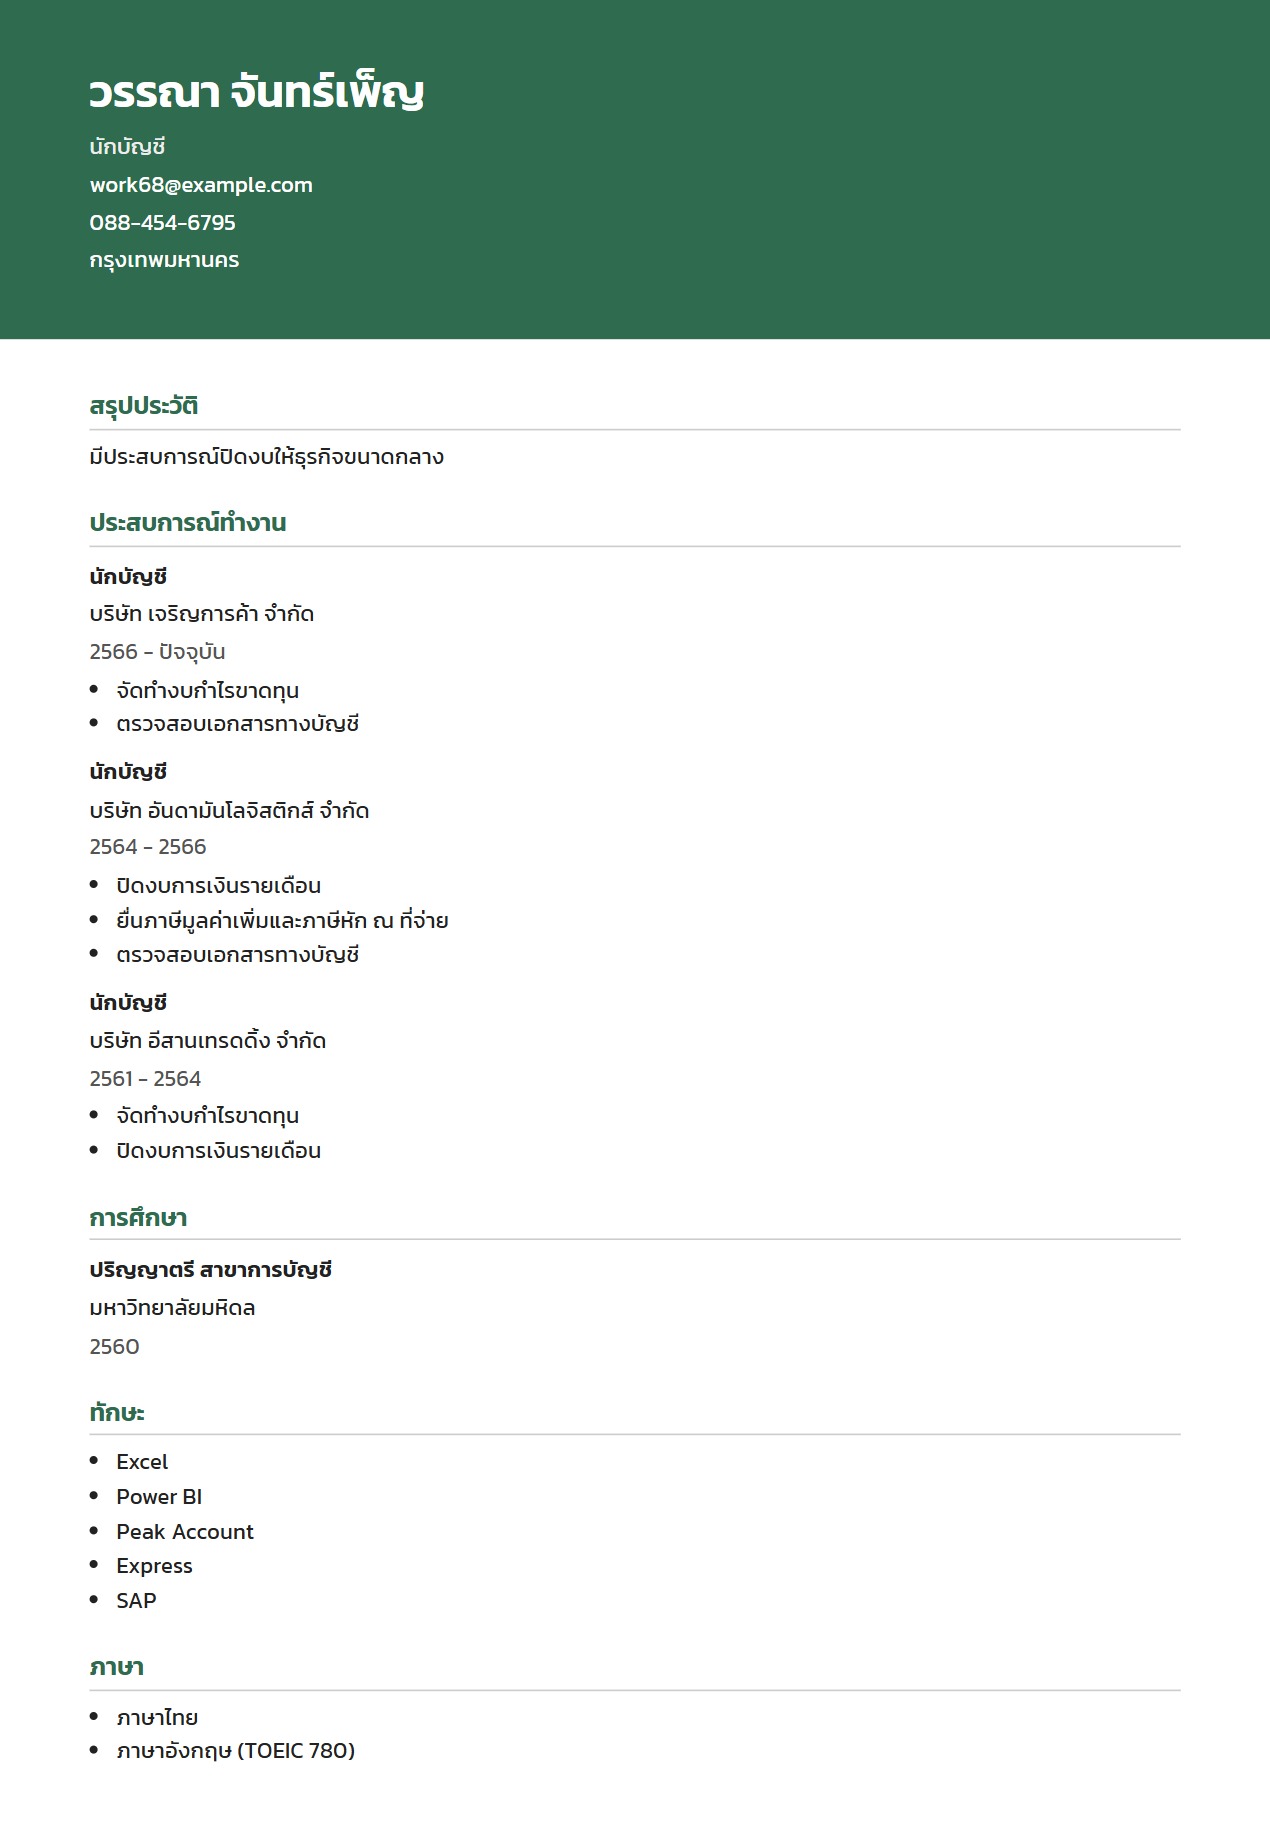 วรรณา จันทร์เพ็ญ
นักบัญชี
work68@example.com
088-454-6795
กรุงเทพมหานคร
สรุปประวัติ
มีประสบการณ์ปิดงบให้ธุรกิจขนาดกลาง
ประสบการณ์ทำงาน
นักบัญชี
บริษัท เจริญการค้า จำกัด
2566 - ปัจจุบัน
• จัดทำงบกำไรขาดทุน
• ตรวจสอบเอกสารทางบัญชี
นักบัญชี
บริษัท อันดามันโลจิสติกส์ จำกัด
2564 - 2566
• ปิดงบการเงินรายเดือน
• ยื่นภาษีมูลค่าเพิ่มและภาษีหัก ณ ที่จ่าย
• ตรวจสอบเอกสารทางบัญชี
นักบัญชี
บริษัท อีสานเทรดดิ้ง จำกัด
2561 - 2564
• จัดทำงบกำไรขาดทุน
• ปิดงบการเงินรายเดือน
การศึกษา
ปริญญาตรี สาขาการบัญชี
มหาวิทยาลัยมหิดล
2560
ทักษะ
• Excel
• Power BI
• Peak Account
• Express
• SAP
ภาษา
• ภาษาไทย
• ภาษาอังกฤษ (TOEIC 780)